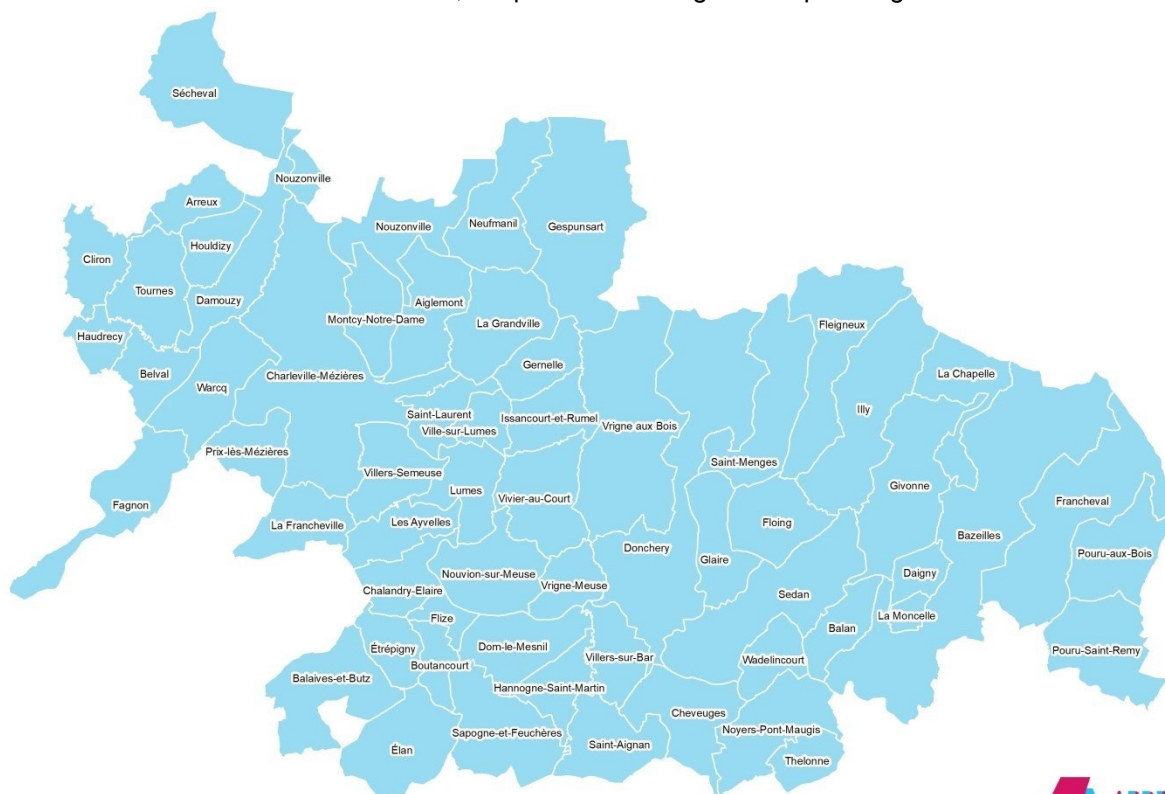 Sécheval
Nouzonville
Arreux
Nouzonville
Neufmanil
Gespunsart
Houldizy
Cliron
Tournes
Damouzy
Aiglemont
Montcy-Notre-Dame
La Grandville
Fleigneux
Haudrecy
Gernelle
Belval
Warcq
Charleville-Mézières
La Chapelle
Saint-Laurent
Issancourt-et-Rumel
Illy
Ville-sur-Lumes
Vrigne aux Bois
Prix-lès-Mézières
Saint-Menges
Villers-Semeuse
Givonne
Lumes
Vivier-au-Court
Fagnon
Francheval
La Francheville
Les Ayvelles
Floing
Bazeilles
Donchery
Glaire
Pouru-aux-Bois
Nouvion-sur-Meuse
Daigny
Chalandry-Elaire
Vrigne-Meuse
Sedan
Flize
La Moncelle
Balan
Étrépigny
Dom-le-Mesnil
Pouru-Saint-Remy
Villers-sur-Bar
Wadelincourt
Boutancourt
Balaives-et-Butz
Hannogne-Saint-Martin
Cheveuges
Noyers-Pont-Maugis
Sapogne-et-Feuchères
Élan
Saint-Aignan
Thelonne